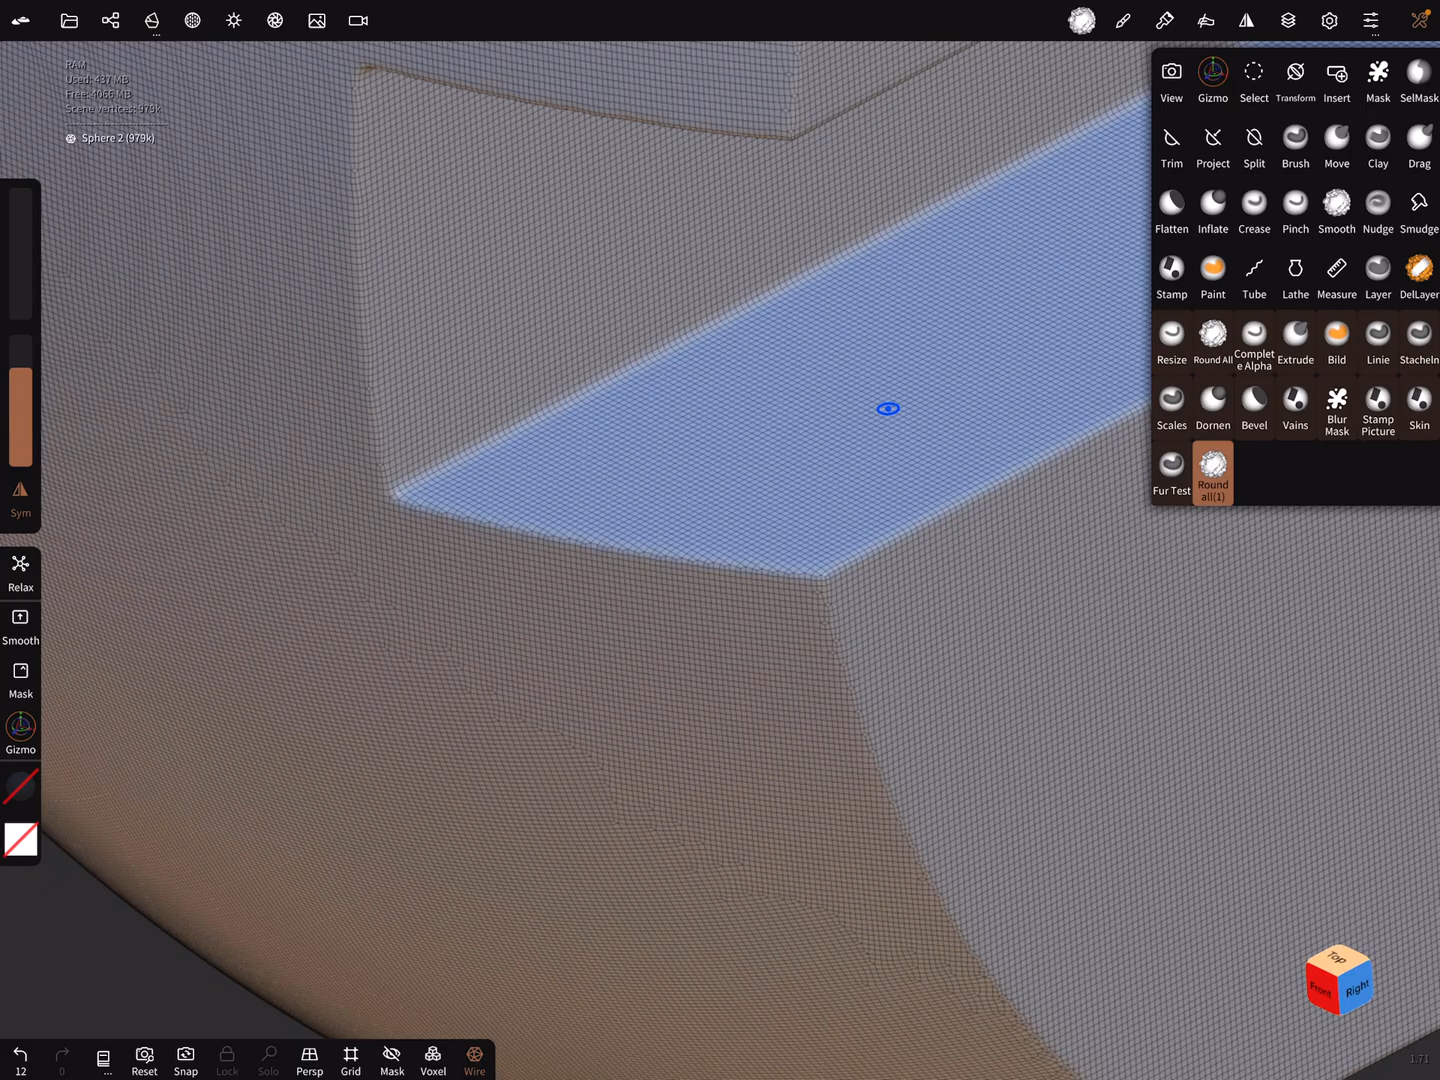 RAM
Used: 437 MB
Free: 4066 MB
Scene vertices: 979k
Sphere 2 (979k)
View Gizmo Select Transform Insert Mask SelMask
Trim Project Split Brush Move Clay Drag
Flatten Inflate Crease Pinch Smooth Nudge Smudge
Stamp Paint Tube Lathe Measure Layer DelLayer
Resize Round All Complet
e Alpha Extrude Bild Linie Stacheln
Scales Dornen Bevel Vains Blur
Mask Stamp
Picture Skin
Fur Test Round
all(1)
Sym
Relax
Smooth
Mask
Gizmo
Top
Front Right
12 0 ... Reset Snap Lock Solo Persp Grid Mask Voxel Wire
1.71